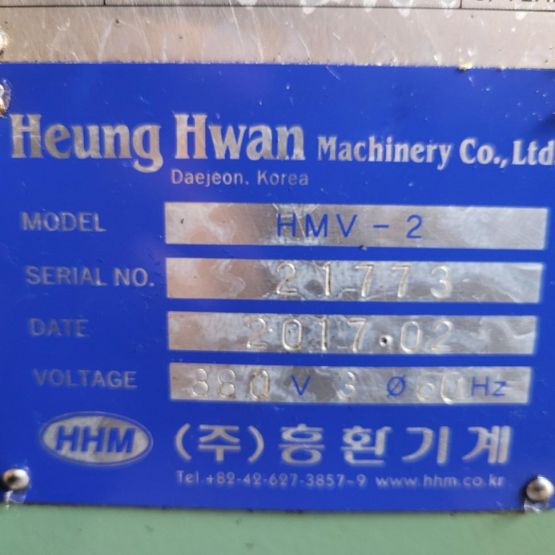 Heung Hwan Machinery Co., Ltd
Daejeon. Korea
MODEL HMV - 2
SERIAL NO. 21773
DATE 2017.02
VOLTAGE 380 V 3 Ø 60 Hz
HHM (주)흥환기계
Tel.+82-42-627-3857~9 www.hhm.co.kr